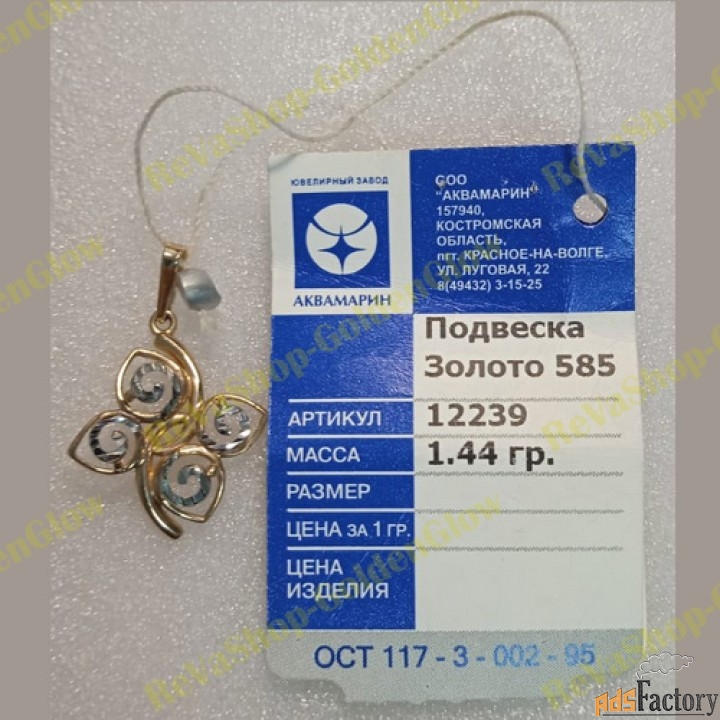 ЮВЕЛИРНЫЙ ЗАВОД
АКВАМАРИН
ООО
"АКВАМАРИН"
157940,
КОСТРОМСКАЯ
ОБЛАСТЬ,
пгт. КРАСНОЕ-НА-ВОЛГЕ,
УЛ. ЛУГОВАЯ, 22
8(49432) 3-15-25
Подвеска
Золото 585
АРТИКУЛ 12239
МАССА 1.44 гр.
РАЗМЕР
ЦЕНА ЗА 1 ГР.
ЦЕНА
ИЗДЕЛИЯ
ОСТ 117 - 3 - 002 - 95
ReVaShop-GoldenGlow
AdsFactory